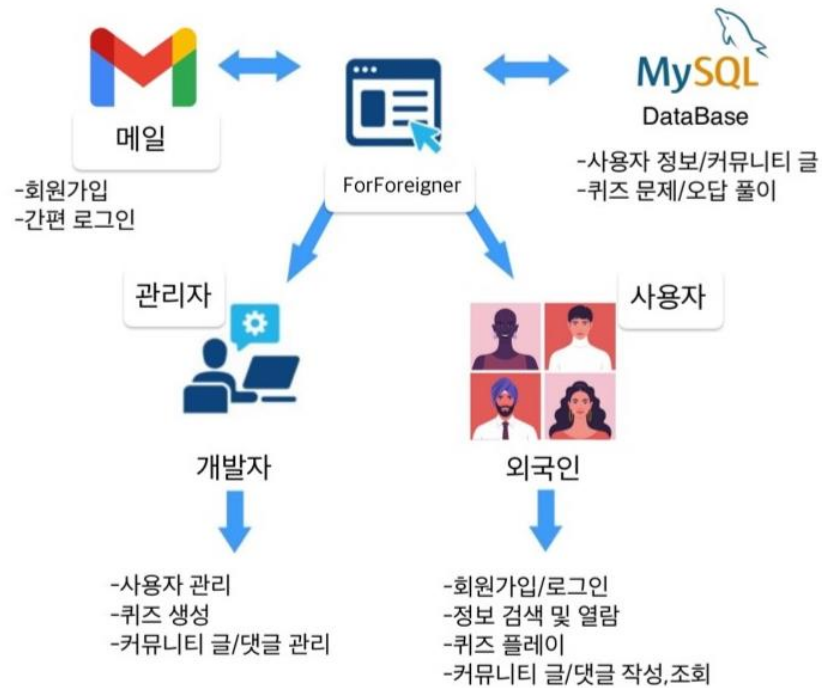 메일
-회원가입
-간편 로그인
ForForeigner
MySQL
DataBase
-사용자 정보/커뮤니티 글
-퀴즈 문제/오답 풀이
관리자
사용자
개발자
외국인
-사용자 관리
-퀴즈 생성
-커뮤니티 글/댓글 관리
-회원가입/로그인
-정보 검색 및 열람
-퀴즈 플레이
-커뮤니티 글/댓글 작성,조회